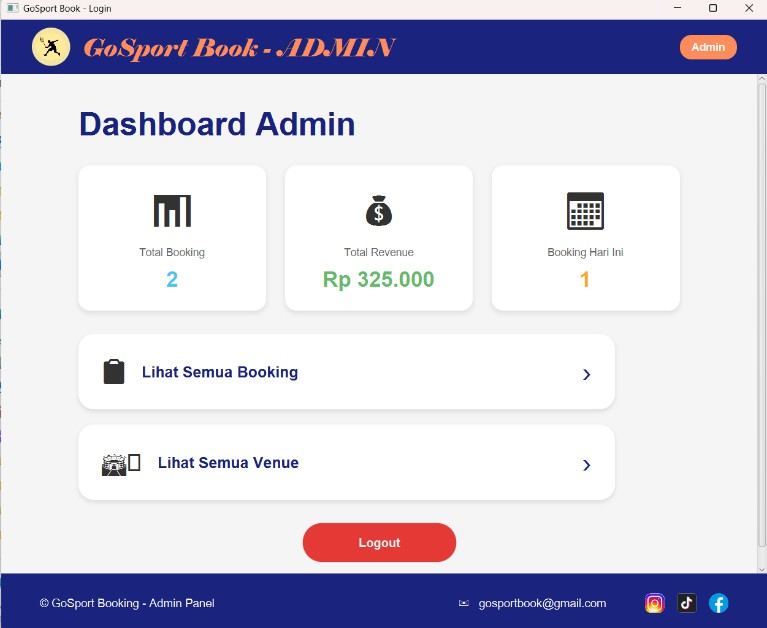 GoSport Book - Login
GoSport Book - ADMIN
Admin
Dashboard Admin
Total Booking
2
Total Revenue
Rp 325.000
Booking Hari Ini
1
Lihat Semua Booking
Lihat Semua Venue
Logout
© GoSport Booking - Admin Panel
gosportbook@gmail.com